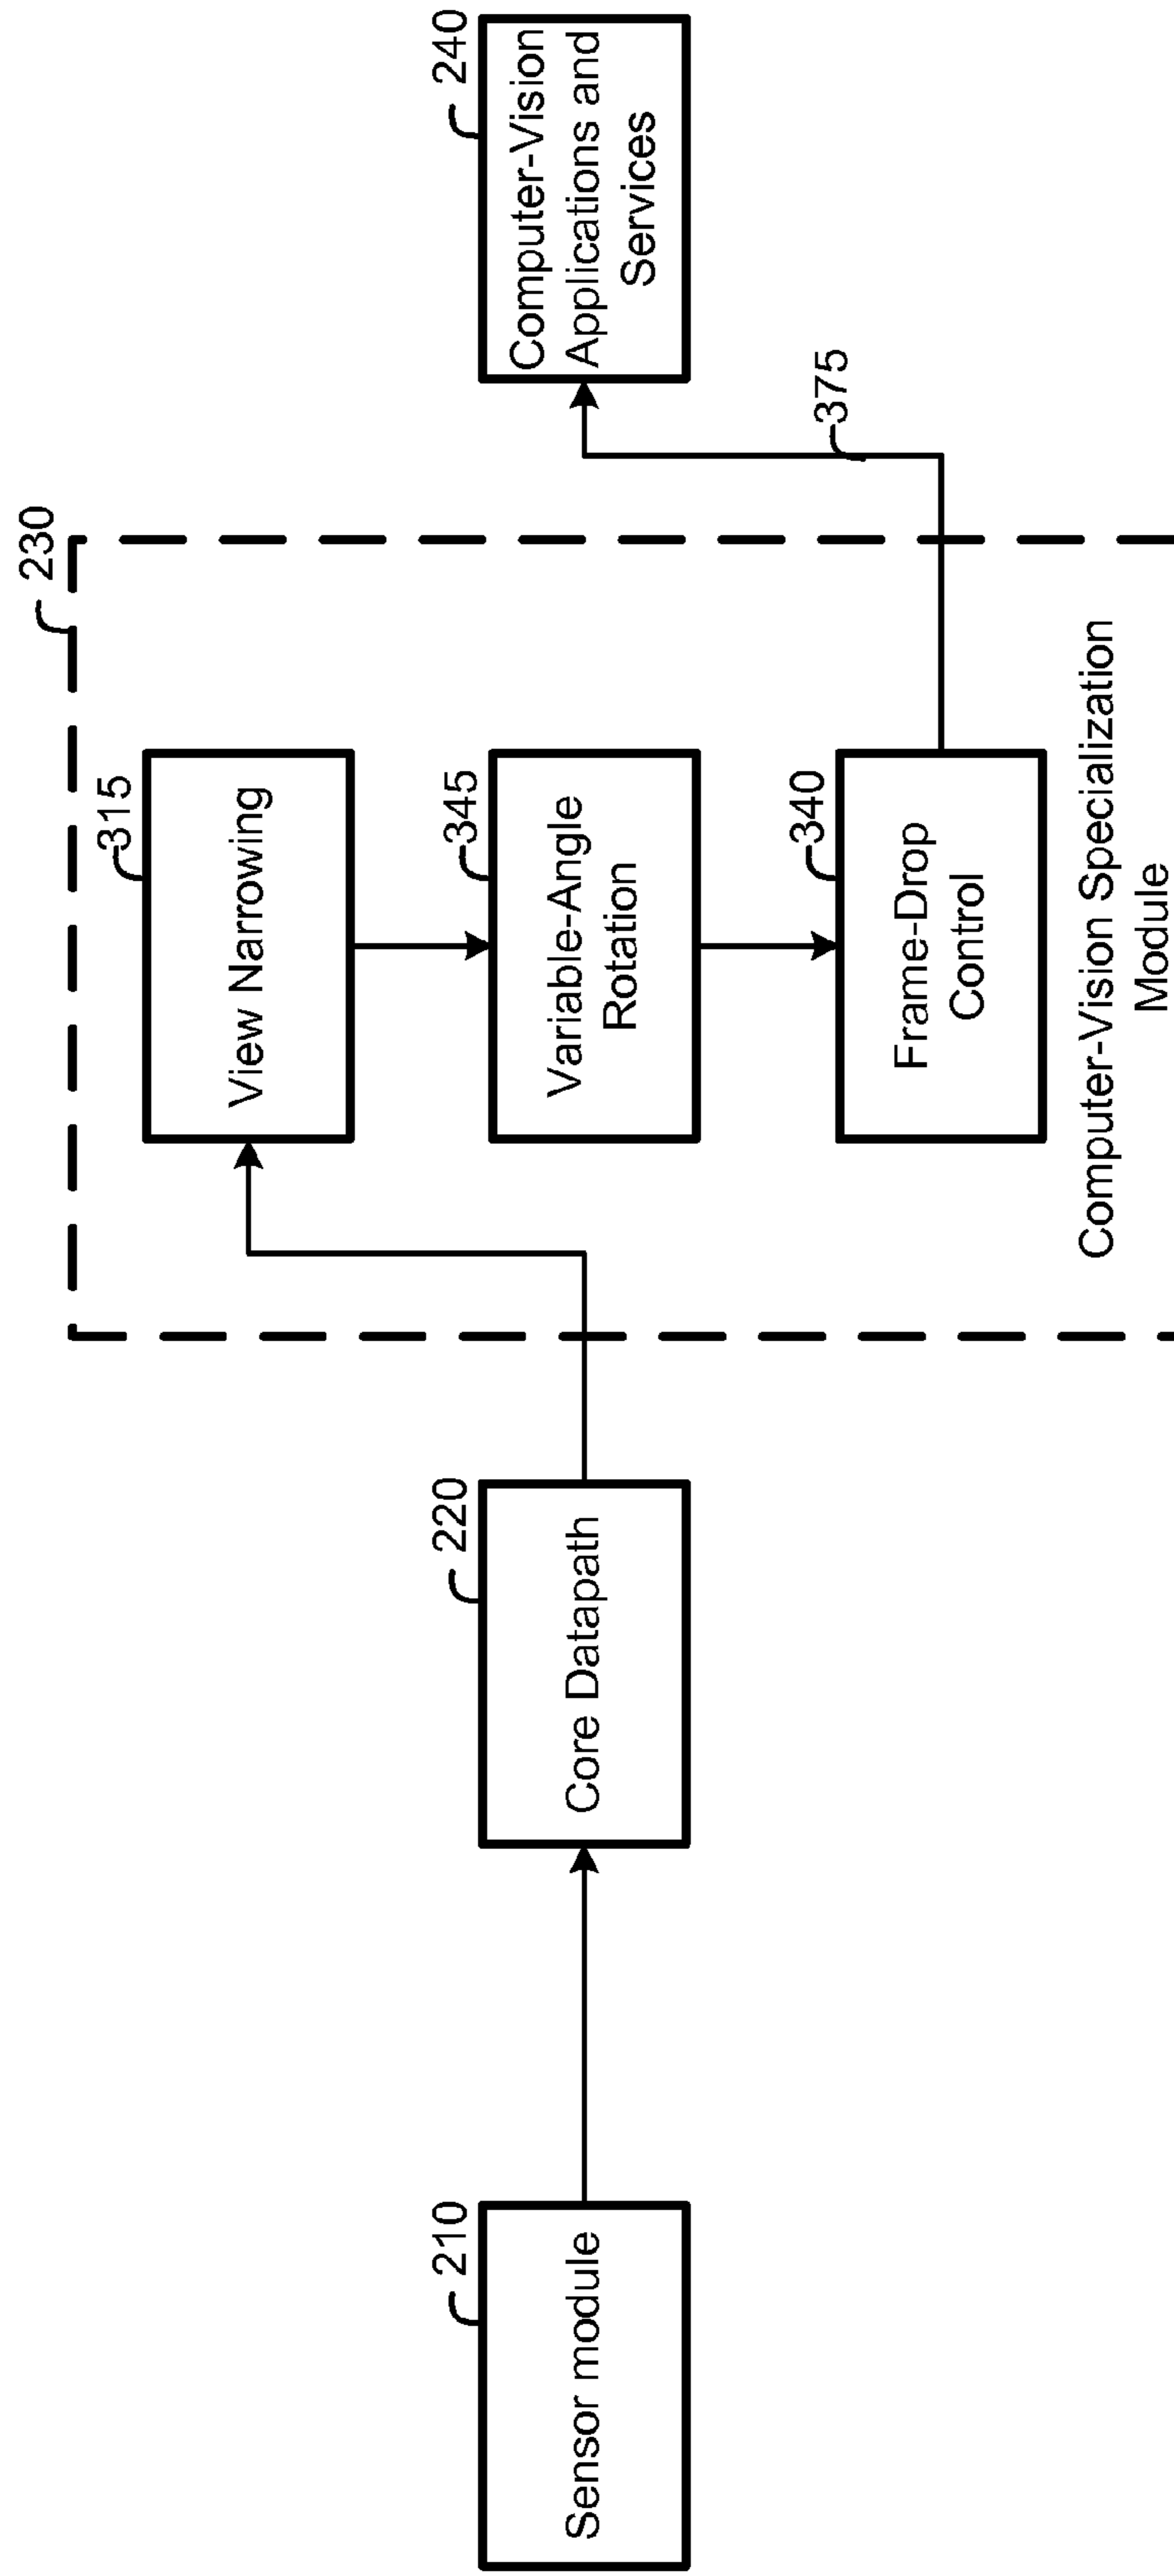 210
Sensor module
220
Core Datapath
230
315
View Narrowing
345
Variable-Angle
Rotation
340
Frame-Drop
Control
Computer-Vision Specialization
Module
375
240
Computer-Vision
Applications and
Services